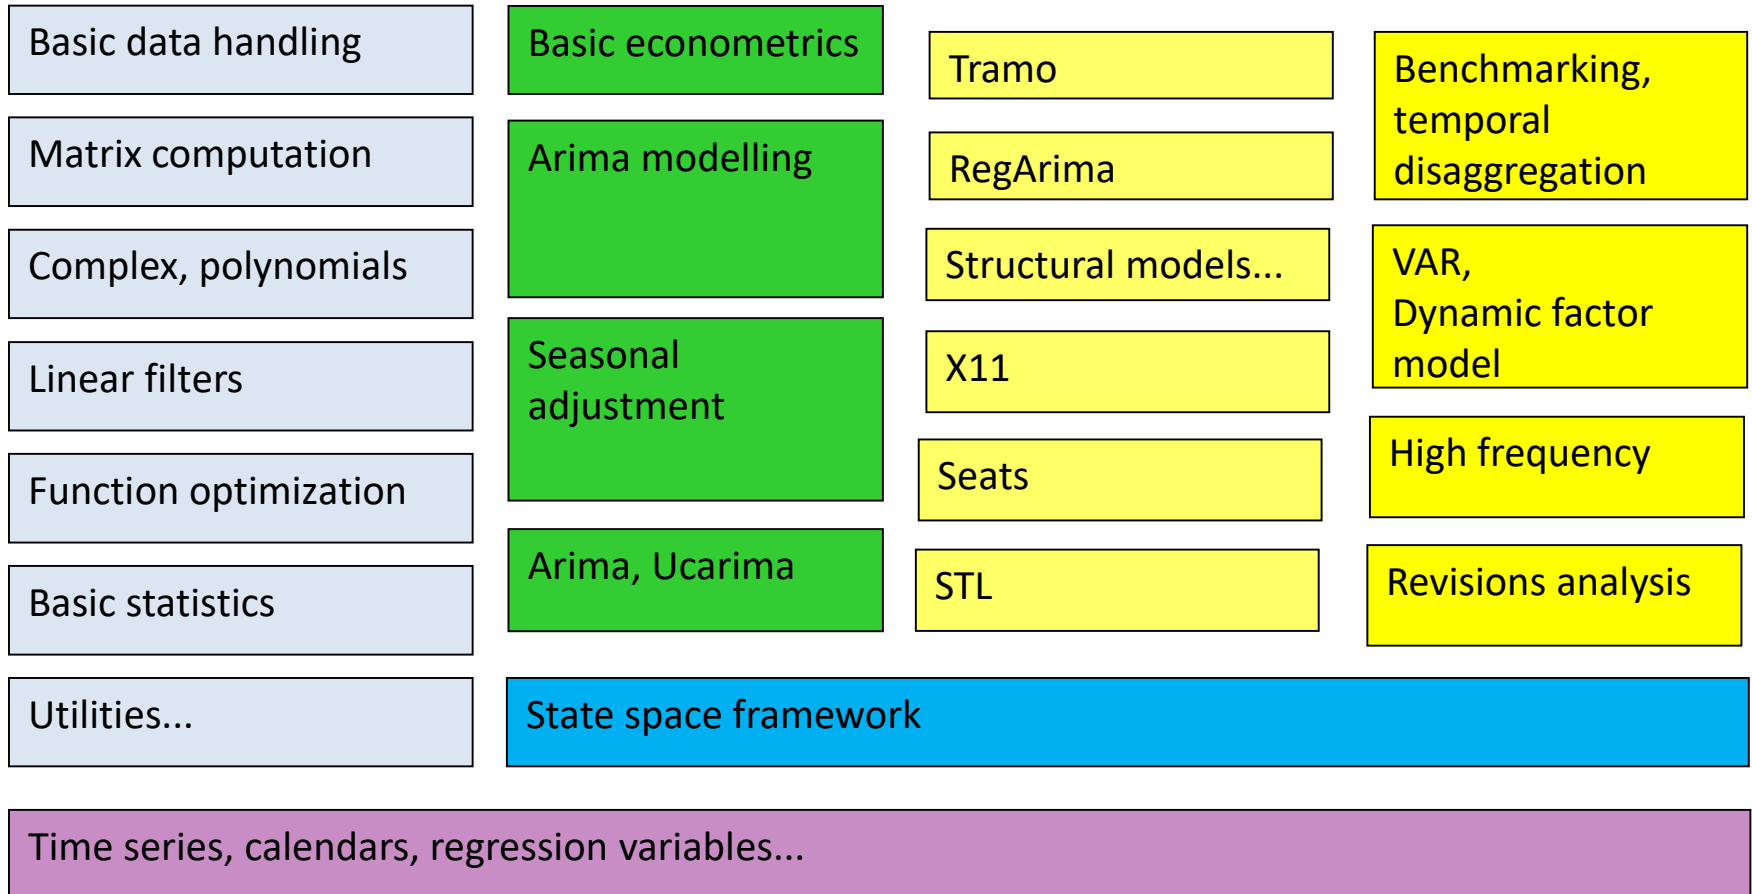 Basic data handling
Matrix computation
Complex, polynomials
Linear filters
Function optimization
Basic statistics
Utilities...
Basic econometrics
Arima modelling
Seasonal
adjustment
Arima, Ucarima
Tramo
RegArima
Structural models...
X11
Seats
STL
Benchmarking,
temporal
disaggregation
VAR,
Dynamic factor
model
High frequency
Revisions analysis
State space framework
Time series, calendars, regression variables...